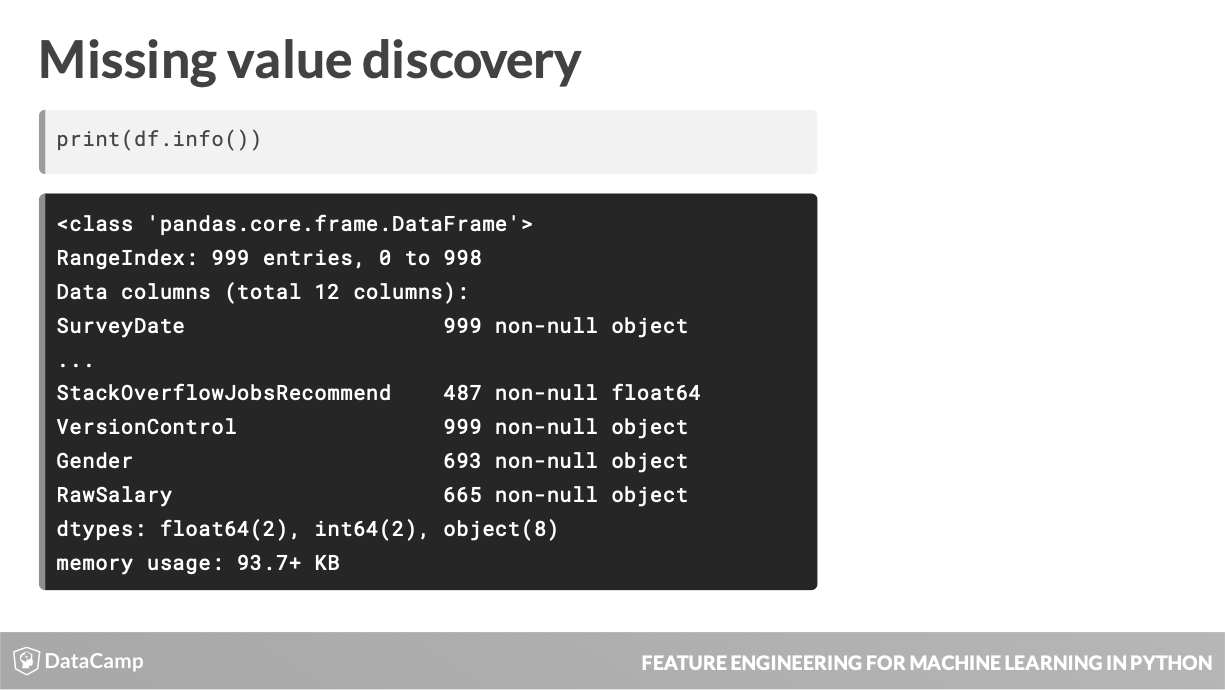 Missing value discovery
print(df.info())
<class 'pandas.core.frame.DataFrame'>
RangeIndex: 999 entries, 0 to 998
Data columns (total 12 columns):
SurveyDate                    999 non-null object
...
StackOverflowJobsRecommend    487 non-null float64
VersionControl                999 non-null object
Gender                        693 non-null object
RawSalary                     665 non-null object
dtypes: float64(2), int64(2), object(8)
memory usage: 93.7+ KB
DataCamp
FEATURE ENGINEERING FOR MACHINE LEARNING IN PYTHON